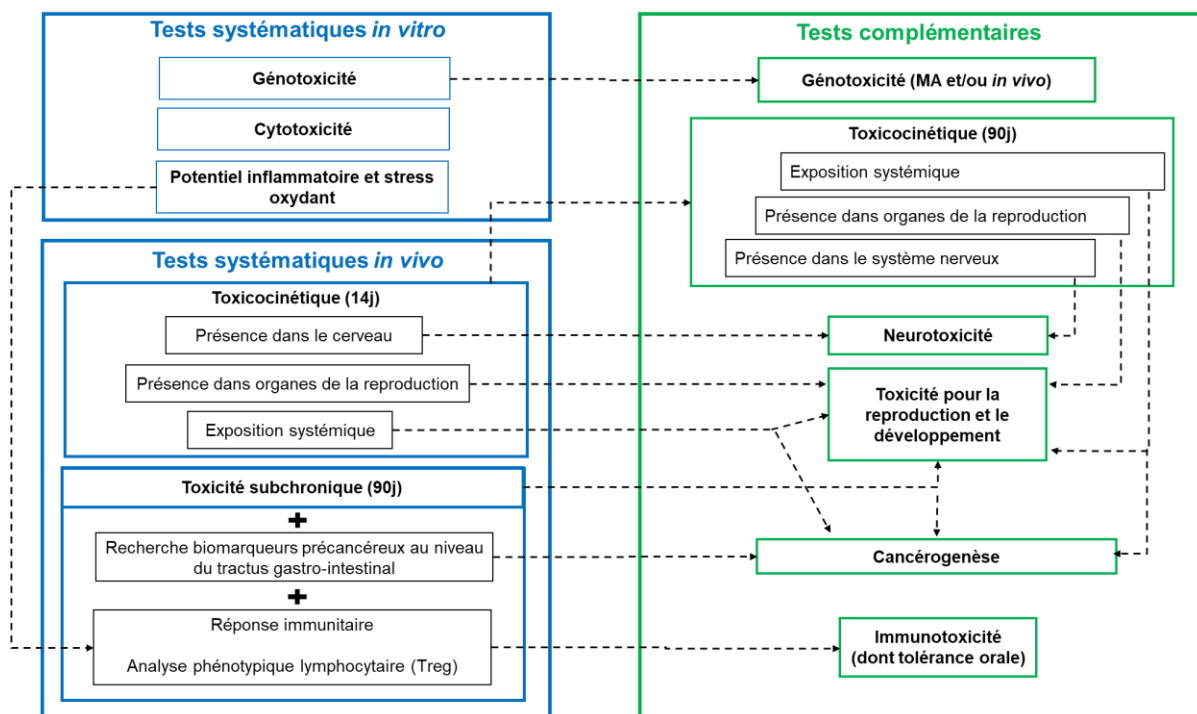 Tests systématiques in vitro
Génotoxicité
Cytotoxicité
Potentiel inflammatoire et stress
oxydant
Tests systématiques in vivo
Toxicocinétique (14j)
Présence dans le cerveau
Présence dans organes de la reproduction
Exposition systémique
Toxicité subchronique (90j)
+
Recherche biomarqueurs précancéreux au niveau
du tractus gastro-intestinal
+
Réponse immunitaire
Analyse phénotypique lymphocytaire (Treg)
Tests complémentaires
Génotoxicité (MA et/ou in vivo)
Toxicocinétique (90j)
Exposition systémique
Présence dans organes de la reproduction
Présence dans le système nerveux
Neurotoxicité
Toxicité pour la
reproduction et le
développement
Cancérogenèse
Immunotoxicité
(dont tolérance orale)